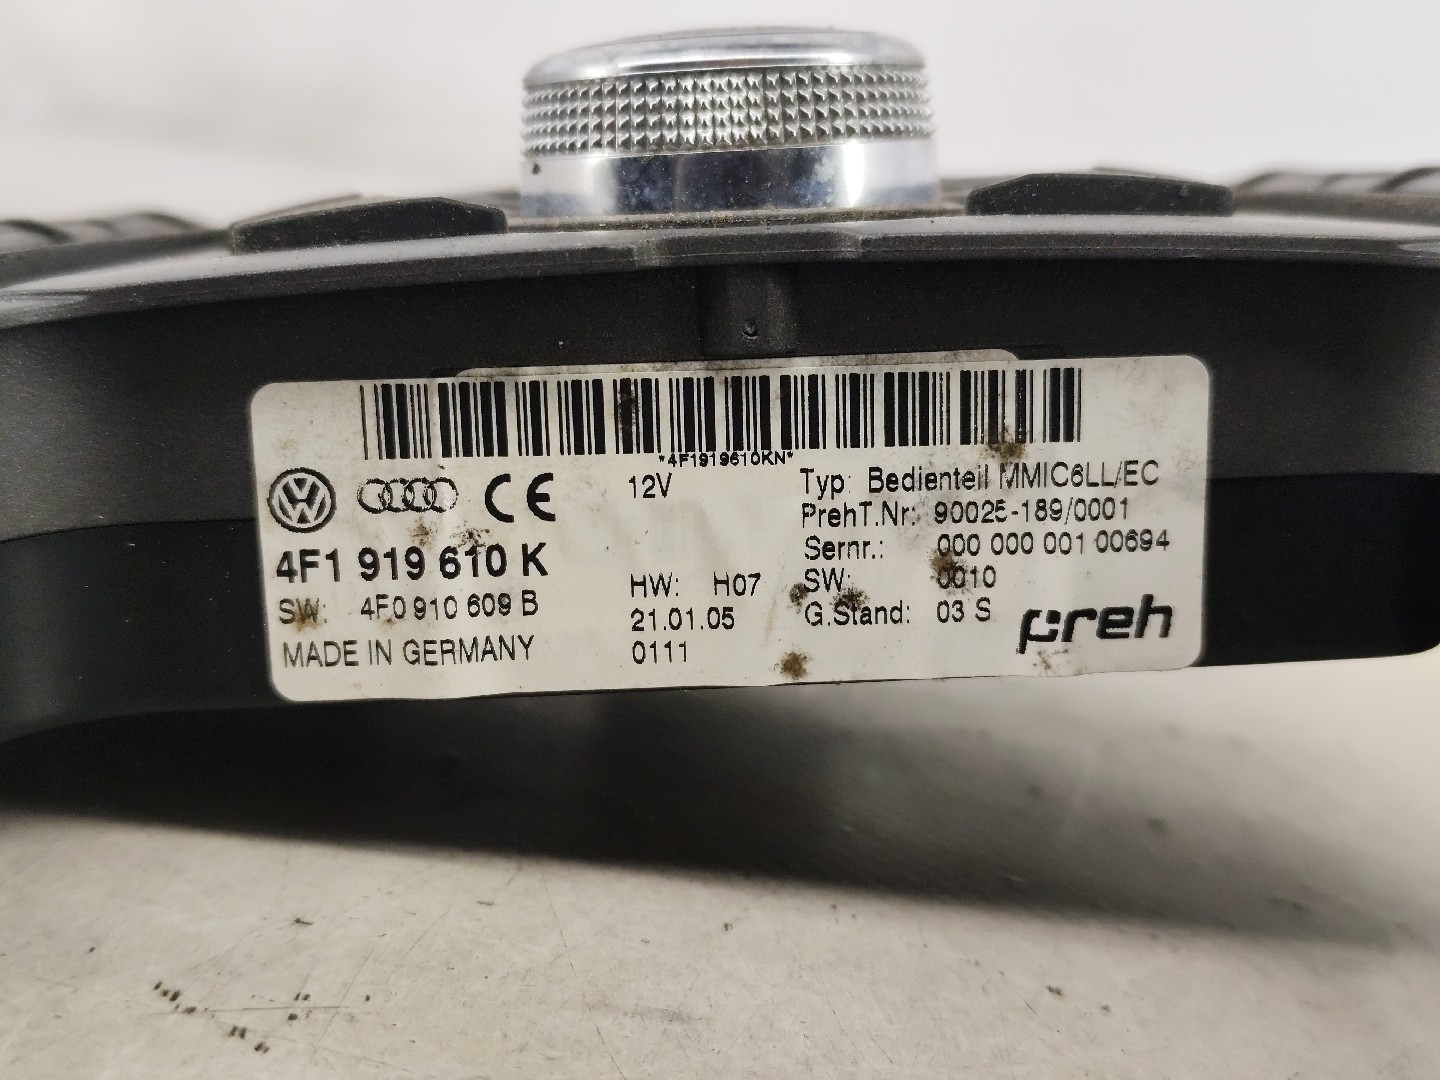 *4F1919610KN*
12V
Typ: Bedienteil MMIC6LL/EC
PrehT.Nr: 90025-189/0001
4F1 919 610 K
Sernr.: 000 000 001 00694
HW: H07
SW: 0010
SW: 4F0 910 609 B
21.01.05
G.Stand: 03 S
MADE IN GERMANY
0111
preh